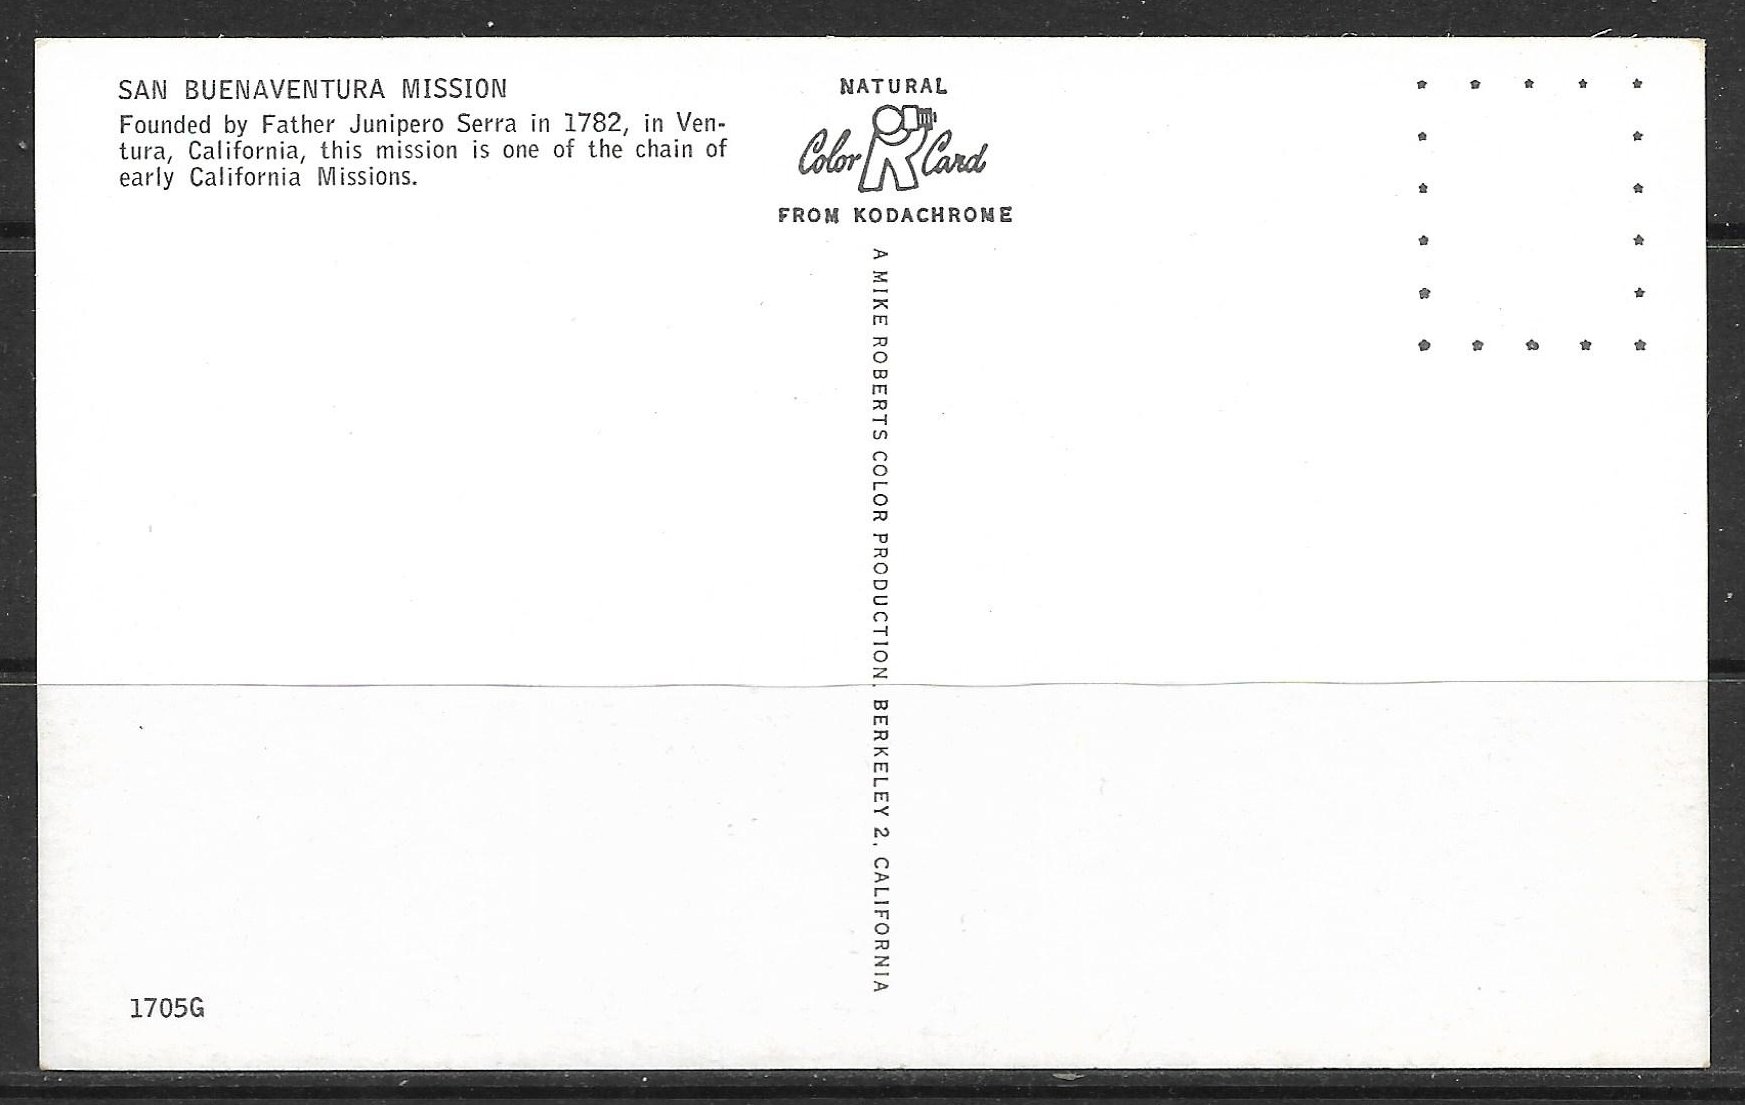 SAN BUENAVENTURA MISSION
Founded by Father Junipero Serra in 1782, in Ven-
tura, California, this mission is one of the chain of
early California Missions.
NATURAL
Color Card
FROM KODACHROME
A MIKE ROBERTS COLOR PRODUCTION, BERKELEY 2, CALIFORNIA
1705G